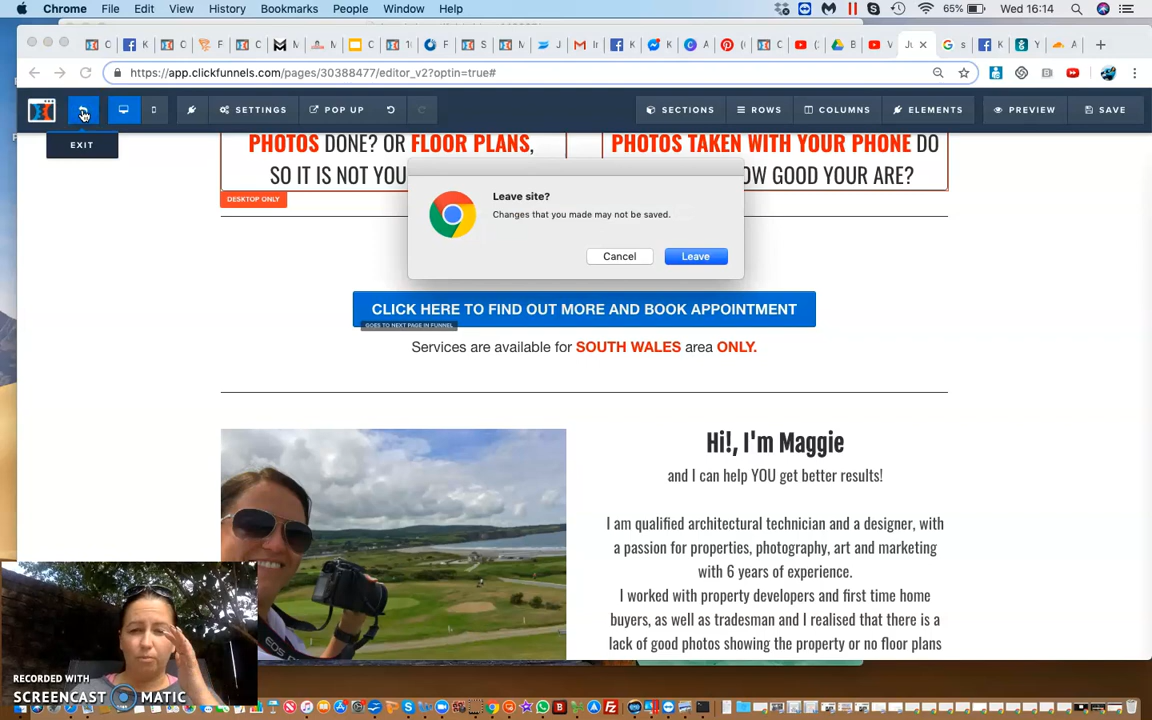 Chrome File Edit View History Bookmarks People Window Help
65% Wed 16:14
https://app.clickfunnels.com/pages/30388477/editor_v2?optin=true#
SETTINGS POP UP SECTIONS ROWS COLUMNS ELEMENTS PREVIEW SAVE
EXIT
PHOTOS DONE? OR FLOOR PLANS,
SO IT IS NOT YOU
PHOTOS TAKEN WITH YOUR PHONE DO
OW GOOD YOUR ARE?
DESKTOP ONLY
Leave site?
Changes that you made may not be saved.
Cancel Leave
CLICK HERE TO FIND OUT MORE AND BOOK APPOINTMENT
GOES TO NEXT PAGE IN FUNNEL
Services are available for SOUTH WALES area ONLY.
Hi!, I'm Maggie
and I can help YOU get better results!
I am qualified architectural technician and a designer, with
a passion for properties, photography, art and marketing
with 6 years of experience.
I worked with property developers and first time home
buyers, as well as tradesman and I realised that there is a
lack of good photos showing the property or no floor plans
RECORDED WITH
SCREENCAST MATIC